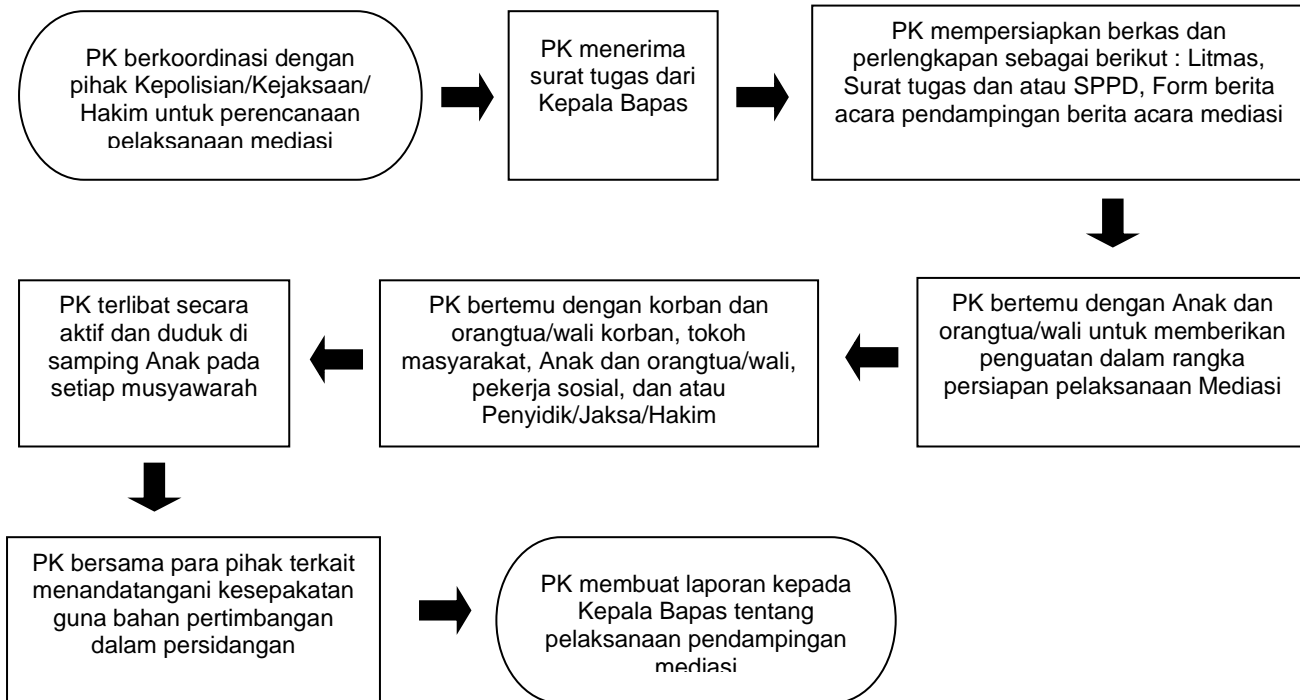 PK berkoordinasi dengan
pihak Kepolisian/Kejaksaan/
Hakim untuk perencanaan
pelaksanaan mediasi
PK menerima
surat tugas dari
Kepala Bapas
PK mempersiapkan berkas dan
perlengkapan sebagai berikut : Litmas,
Surat tugas dan atau SPPD, Form berita
acara pendampingan berita acara mediasi
PK bertemu dengan Anak dan
orangtua/wali untuk memberikan
penguatan dalam rangka
persiapan pelaksanaan Mediasi
PK bertemu dengan korban dan
orangtua/wali korban, tokoh
masyarakat, Anak dan orangtua/wali,
pekerja sosial, dan atau
Penyidik/Jaksa/Hakim
PK terlibat secara
aktif dan duduk di
samping Anak pada
setiap musyawarah
PK bersama para pihak terkait
menandatangani kesepakatan
guna bahan pertimbangan
dalam persidangan
PK membuat laporan kepada
Kepala Bapas tentang
pelaksanaan pendampingan
mediasi